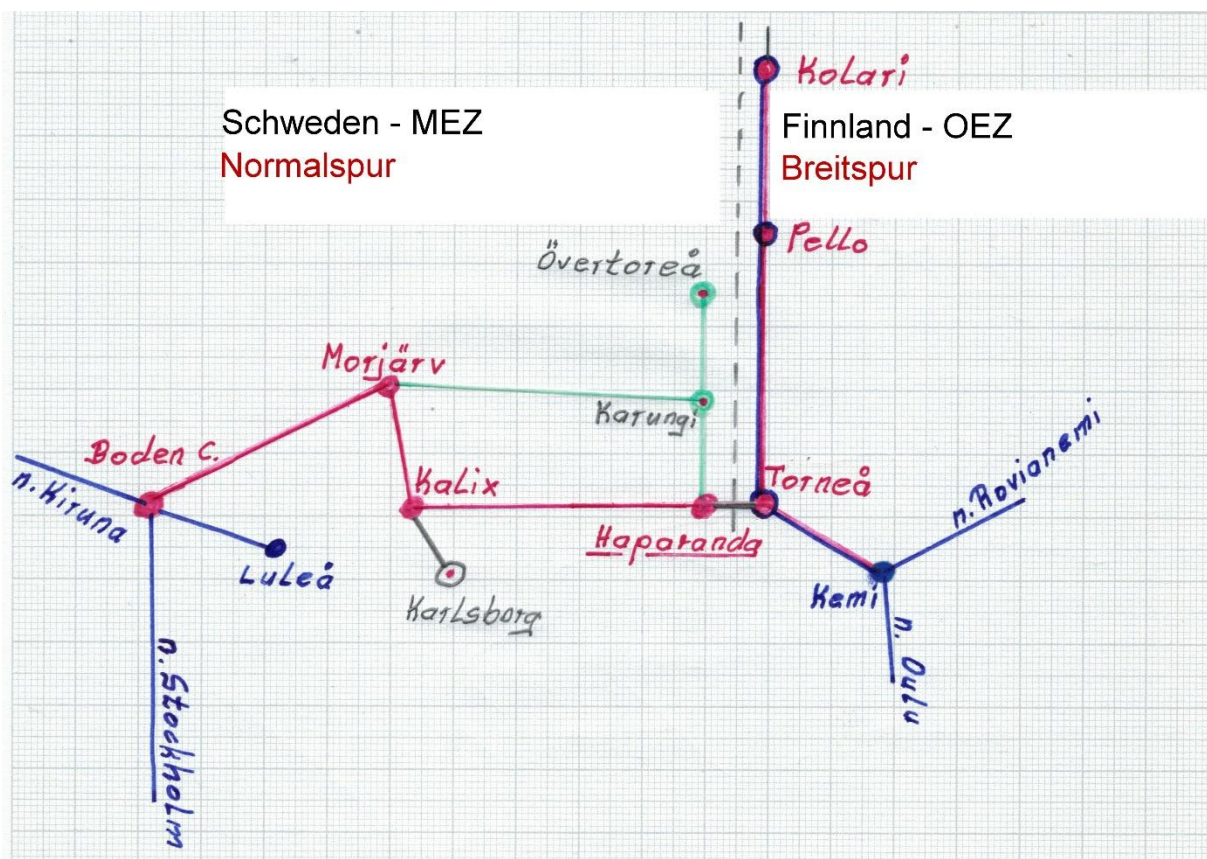 Kolari
Schweden - MEZ
Normalspur
Finnland - OEZ
Breitspur
Pello
Övertoreå
Morjärv
Karungi
Boden C.
n. Kiruna
Kalix
Torneå
n. Rovianemi
Haparanda
Luleå
Karlsborg
Kemi
n. Oulu
n. Stockholm